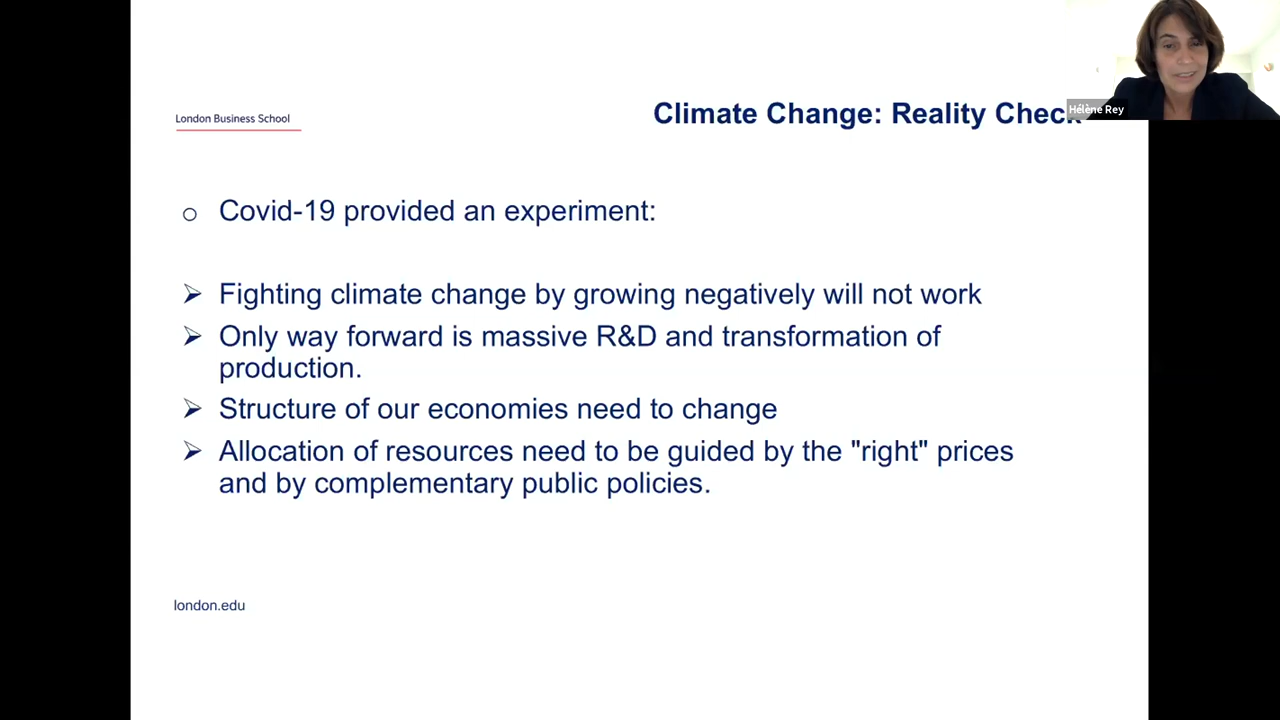 London Business School
Climate Change: Reality Check
Hélène Rey
o Covid-19 provided an experiment:
➢ Fighting climate change by growing negatively will not work
➢ Only way forward is massive R&D and transformation of
production.
➢ Structure of our economies need to change
➢ Allocation of resources need to be guided by the "right" prices
and by complementary public policies.
london.edu